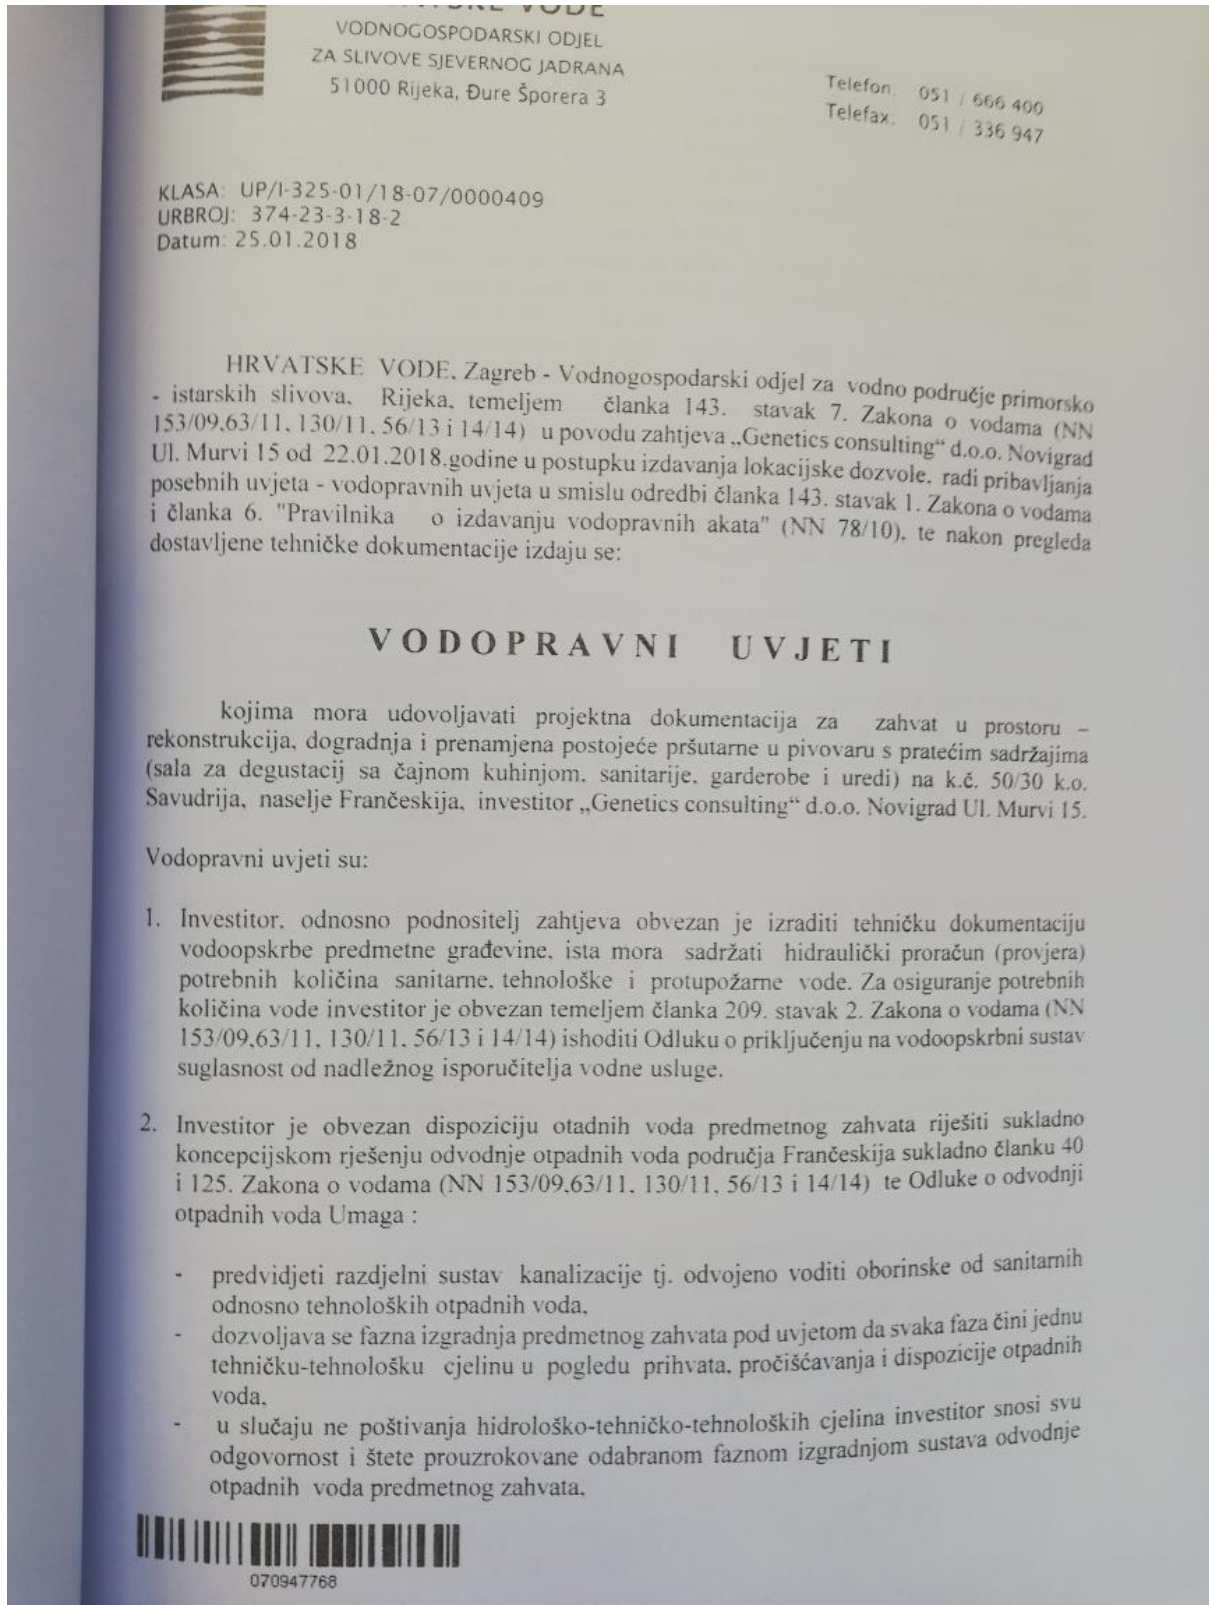 VODNOGOSPODARSKI ODJEL
ZA SLIVOVE SJEVERNOG JADRANA
51000 Rijeka, Đure Šporera 3
Telefon. 051 / 666 400
Telefax. 051 / 336 947
KLASA: UP/I-325-01/18-07/0000409
URBROJ: 374-23-3-18-2
Datum: 25.01.2018
HRVATSKE VODE, Zagreb - Vodnogospodarski odjel za vodno područje primorsko
- istarskih slivova, Rijeka, temeljem članka 143. stavak 7. Zakona o vodama (NN
153/09,63/11, 130/11, 56/13 i 14/14) u povodu zahtjeva „Genetics consulting“ d.o.o. Novigrad
Ul. Murvi 15 od 22.01.2018.godine u postupku izdavanja lokacijske dozvole, radi pribavljanja
posebnih uvjeta - vodopravnih uvjeta u smislu odredbi članka 143. stavak 1. Zakona o vodama
i članka 6. "Pravilnika o izdavanju vodopravnih akata" (NN 78/10), te nakon pregleda
dostavljene tehničke dokumentacije izdaju se:
VODOPRAVNI UVJETI
kojima mora udovoljavati projektna dokumentacija za zahvat u prostoru –
rekonstrukcija, dogradnja i prenamjena postojeće pršutarne u pivovaru s pratećim sadržajima
(sala za degustacij sa čajnom kuhinjom, sanitarije, garderobe i uredi) na k.č. 50/30 k.o.
Savudrija, naselje Frančeskija, investitor „Genetics consulting“ d.o.o. Novigrad Ul. Murvi 15.
Vodopravni uvjeti su:
1. Investitor, odnosno podnositelj zahtjeva obvezan je izraditi tehničku dokumentaciju
vodoopskrbe predmetne građevine, ista mora sadržati hidraulički proračun (provjera)
potrebnih količina sanitarne, tehnološke i protupožarne vode. Za osiguranje potrebnih
količina vode investitor je obvezan temeljem članka 209. stavak 2. Zakona o vodama (NN
153/09,63/11, 130/11, 56/13 i 14/14) ishoditi Odluku o priključenju na vodoopskrbni sustav
suglasnost od nadležnog isporučitelja vodne usluge.
2. Investitor je obvezan dispoziciju otadnih voda predmetnog zahvata riješiti sukladno
koncepcijskom rješenju odvodnje otpadnih voda područja Frančeskija sukladno članku 40
i 125. Zakona o vodama (NN 153/09,63/11, 130/11, 56/13 i 14/14) te Odluke o odvodnji
otpadnih voda Umaga :
- predvidjeti razdjelni sustav kanalizacije tj. odvojeno voditi oborinske od sanitarnih
odnosno tehnoloških otpadnih voda,
- dozvoljava se fazna izgradnja predmetnog zahvata pod uvjetom da svaka faza čini jednu
tehničku-tehnološku cjelinu u pogledu prihvata, pročišćavanja i dispozicije otpadnih
voda,
- u slučaju ne poštivanja hidrološko-tehničko-tehnoloških cjelina investitor snosi svu
odgovornost i štete prouzrokovane odabranom faznom izgradnjom sustava odvodnje
otpadnih voda predmetnog zahvata,
070947768